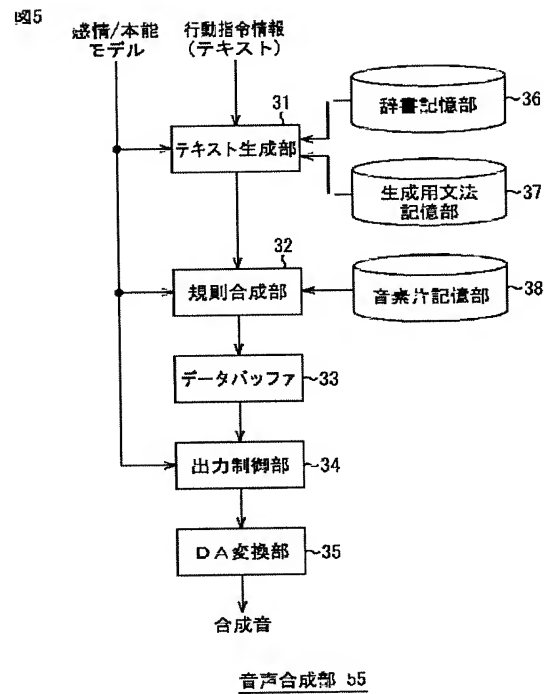 図5
感情/本能
モデル
行動指令情報
(テキスト)
31
テキスト生成部
辞書記憶部
36
生成用文法
記憶部
37
32
規則合成部
音素片記憶部
38
データバッファ
33
出力制御部
34
DA変換部
35
合成音
音声合成部 55